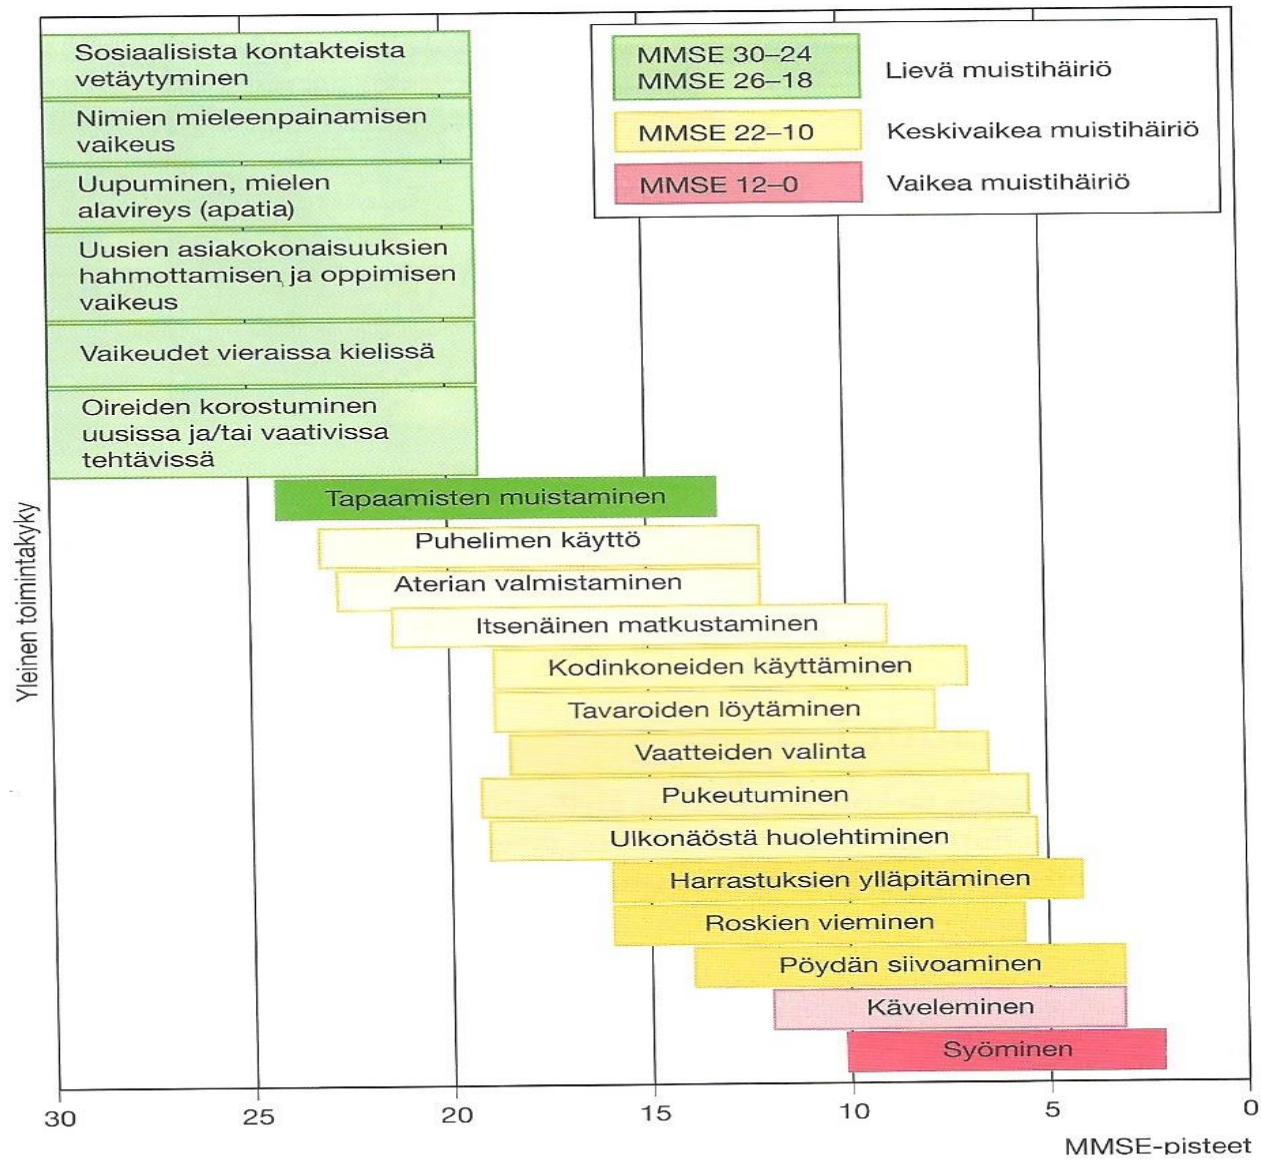 Sosiaalisista kontakteista
vetäytyminen
Nimien mieleenpainamisen
vaikeus
Uupuminen, mielen
alavireys (apatia)
Uusien asiakokonaisuuksien
hahmottamisen ja oppimisen
vaikeus
Vaikeudet vieraissa kielissä
Oireiden korostuminen
uusissa ja/tai vaativissa
tehtävissä
MMSE 30–24
MMSE 26–18
Lievä muistihäiriö
MMSE 22–10
Keskivaikea muistihäiriö
MMSE 12–0
Vaikea muistihäiriö
Tapaamisten muistaminen
Puhelimen käyttö
Aterian valmistaminen
Itsenäinen matkustaminen
Kodinkoneiden käyttäminen
Tavaroiden löytäminen
Vaatteiden valinta
Pukeutuminen
Ulkonäöstä huolehtiminen
Harrastuksien ylläpitäminen
Roskien vieminen
Pöydän siivoaminen
Käveleminen
Syöminen
Yleinen toimintakyky
30 25 20 15 10 5 0
MMSE-pisteet